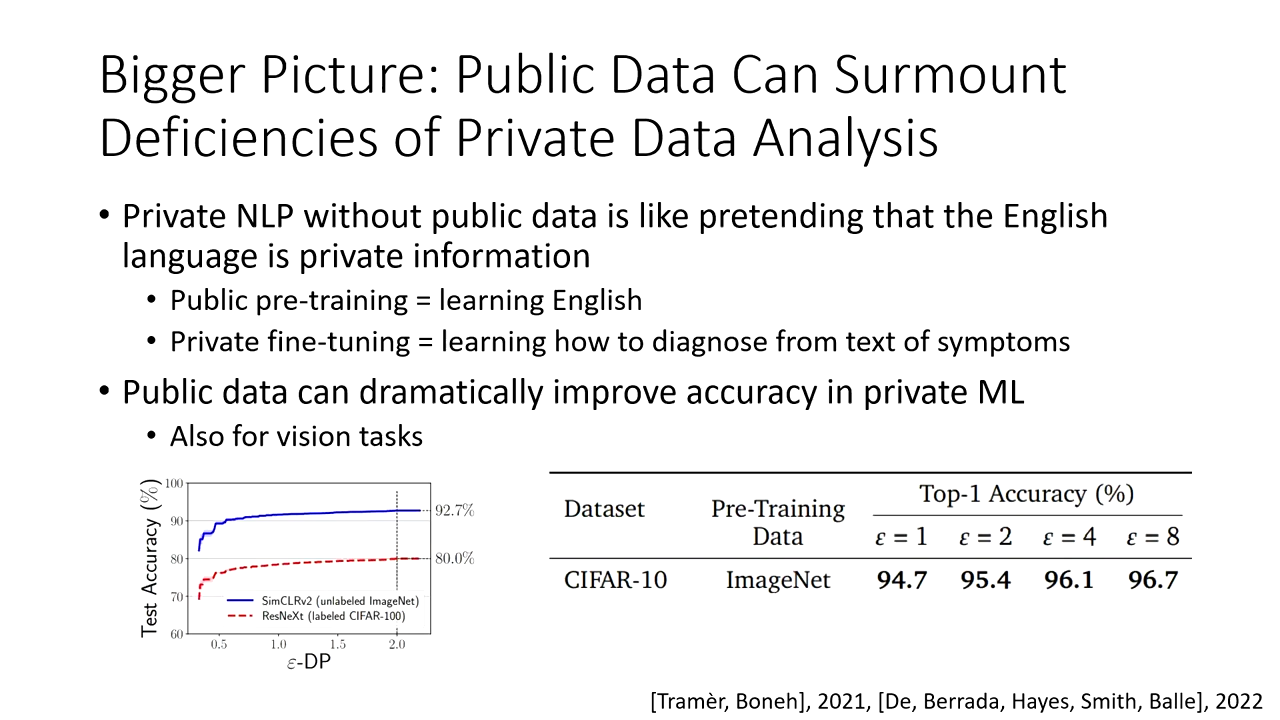 Bigger Picture: Public Data Can Surmount
Deficiencies of Private Data Analysis
• Private NLP without public data is like pretending that the English
language is private information
• Public pre-training = learning English
• Private fine-tuning = learning how to diagnose from text of symptoms
• Public data can dramatically improve accuracy in private ML
• Also for vision tasks
Test Accuracy (%)
100
90
80
70
60
92.7%
80.0%
SimCLRv2 (unlabeled ImageNet)
ResNeXt (labeled CIFAR-100)
0.5 1.0 1.5 2.0
ε-DP
Dataset Pre-Training Data Top-1 Accuracy (%)
ε = 1 ε = 2 ε = 4 ε = 8
CIFAR-10 ImageNet 94.7 95.4 96.1 96.7
[Tramèr, Boneh], 2021, [De, Berrada, Hayes, Smith, Balle], 2022